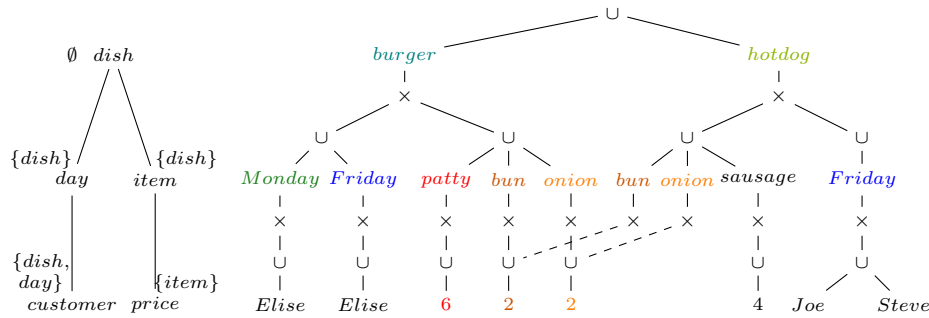 ∪
∅ dish burger hotdog
× ×
∪ ∪ ∪ ∪
{dish} {dish}
day item Monday Friday patty bun onion bun onion sausage Friday
× × × × × × × × ×
{dish, ∪ ∪ ∪ ∪ ∪ ∪ ∪
day} {item}
customer price Elise Elise 6 2 2 4 Joe Steve